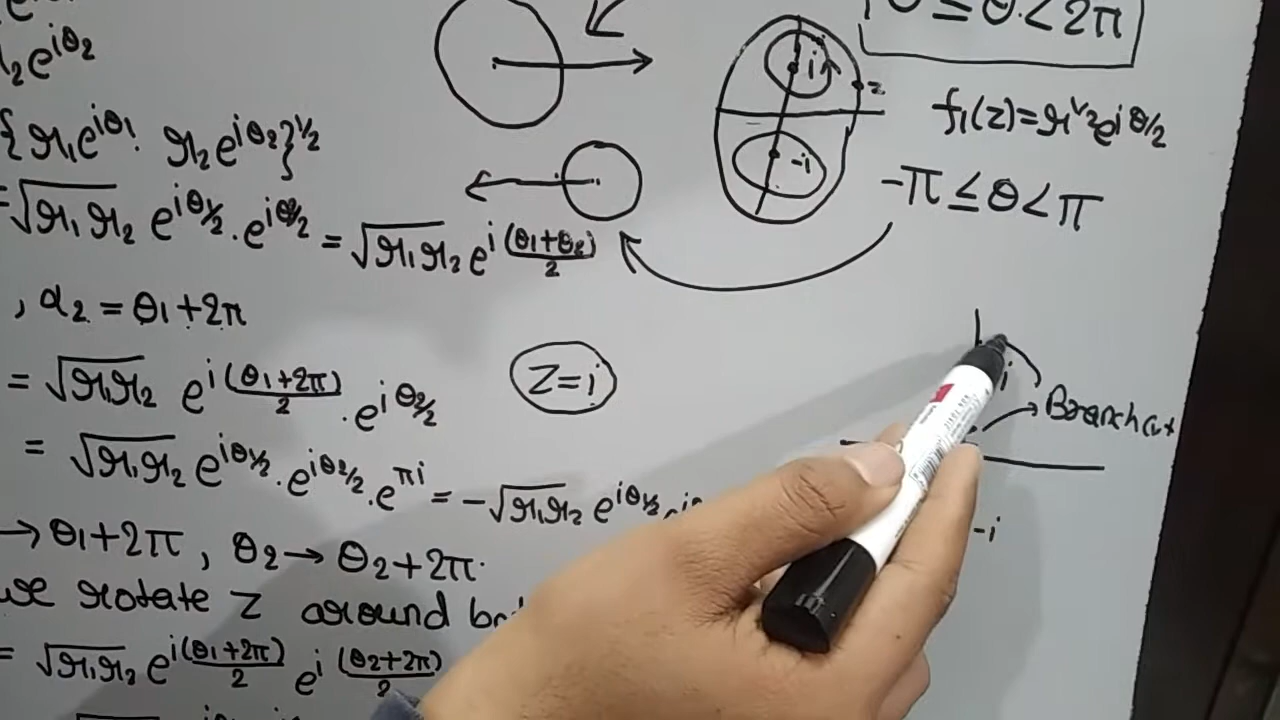 0 ≤ θ < 2π
₂e^{iθ₂}
{r₁e^{iθ₁} r₂e^{iθ₂}}^{1/2}
= √r₁r₂ e^{iθ₁/2} . e^{iθ₂/2} = √r₁r₂ e^{i(θ₁+θ₂)/2}
, α₂ = θ₁+2π
= √r₁r₂ e^{i(θ₁+2π)/2} . e^{iθ₂/2}
= √r₁r₂ e^{iθ₁/2} . e^{iθ₂/2} . e^{πi} = -√r₁r₂ e^{iθ₁/2}
→ θ₁+2π, θ₂ → θ₂+2π.
rotate z around
= √r₁r₂ e^{i(θ₁+2π)/2} e^{i(θ₂+2π)/2}
i
z
-i
f₁(z) = r^{1/2} e^{iθ/2}
-π ≤ θ < π
z = i
i
Branch cut
-i